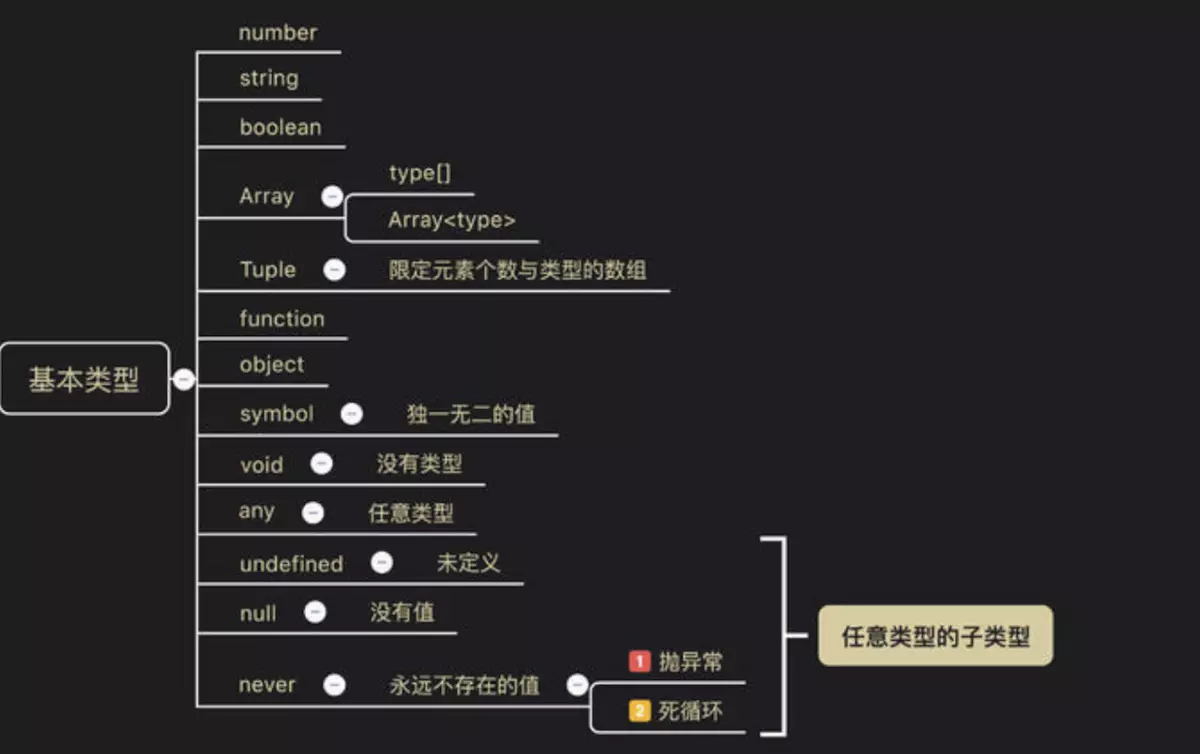 number
string
boolean
type[]
Array
Array<type>
Tuple 限定元素个数与类型的数组
function
object
基本类型
symbol 独一无二的值
void 没有类型
any 任意类型
undefined 未定义
null 没有值
任意类型的子类型
1 抛异常
never 永远不存在的值
2 死循环